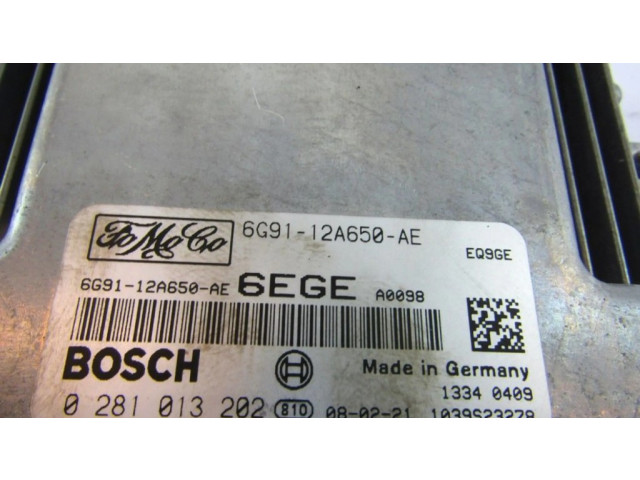 FoMoCo 6G91-12A650-AE
EQ9GE
6G91-12A650-AE 6EGE A0098
BOSCH Made in Germany
1334 0409
0 281 013 202 810 08-02-21 1039S23278